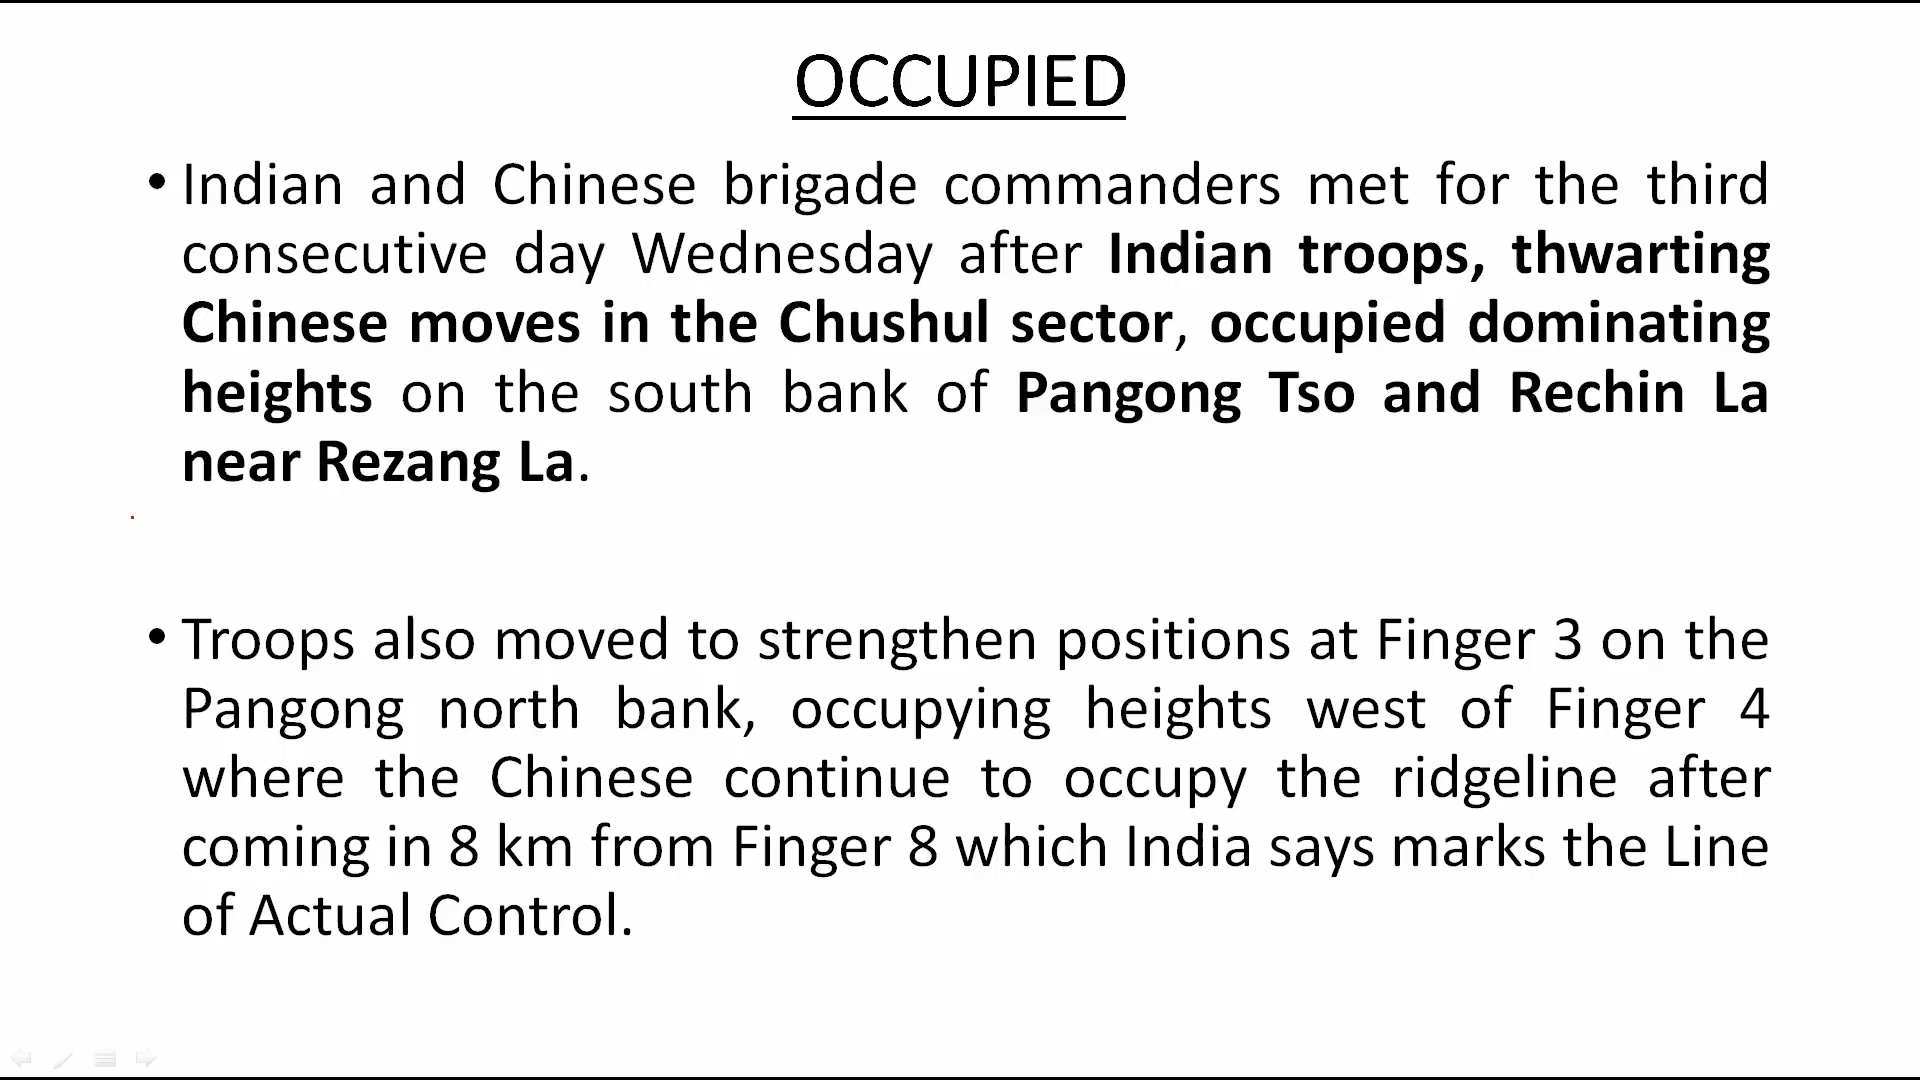 OCCUPIED
• Indian and Chinese brigade commanders met for the third
consecutive day Wednesday after Indian troops, thwarting
Chinese moves in the Chushul sector, occupied dominating
heights on the south bank of Pangong Tso and Rechin La
near Rezang La.
• Troops also moved to strengthen positions at Finger 3 on the
Pangong north bank, occupying heights west of Finger 4
where the Chinese continue to occupy the ridgeline after
coming in 8 km from Finger 8 which India says marks the Line
of Actual Control.